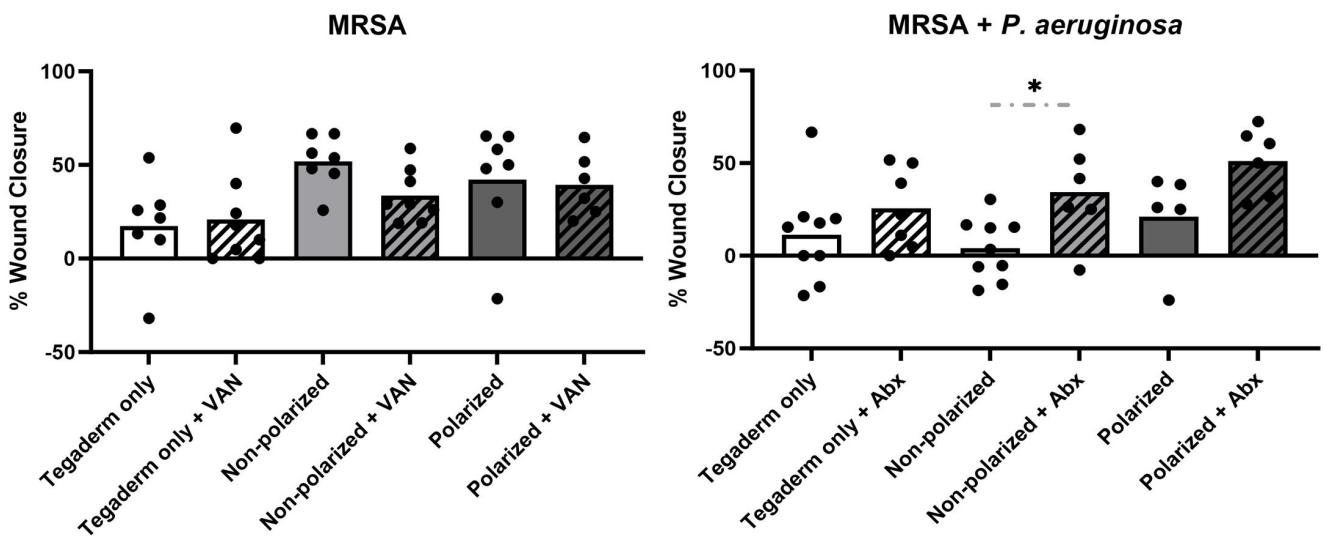 MRSA
% Wound Closure
100
50
0
-50
Tegaderm only
Tegaderm only + VAN
Non-polarized
Non-polarized + VAN
Polarized
Polarized + VAN
MRSA + P. aeruginosa
% Wound Closure
100
50
0
-50
*
Tegaderm only
Tegaderm only + Abx
Non-polarized
Non-polarized + Abx
Polarized
Polarized + Abx